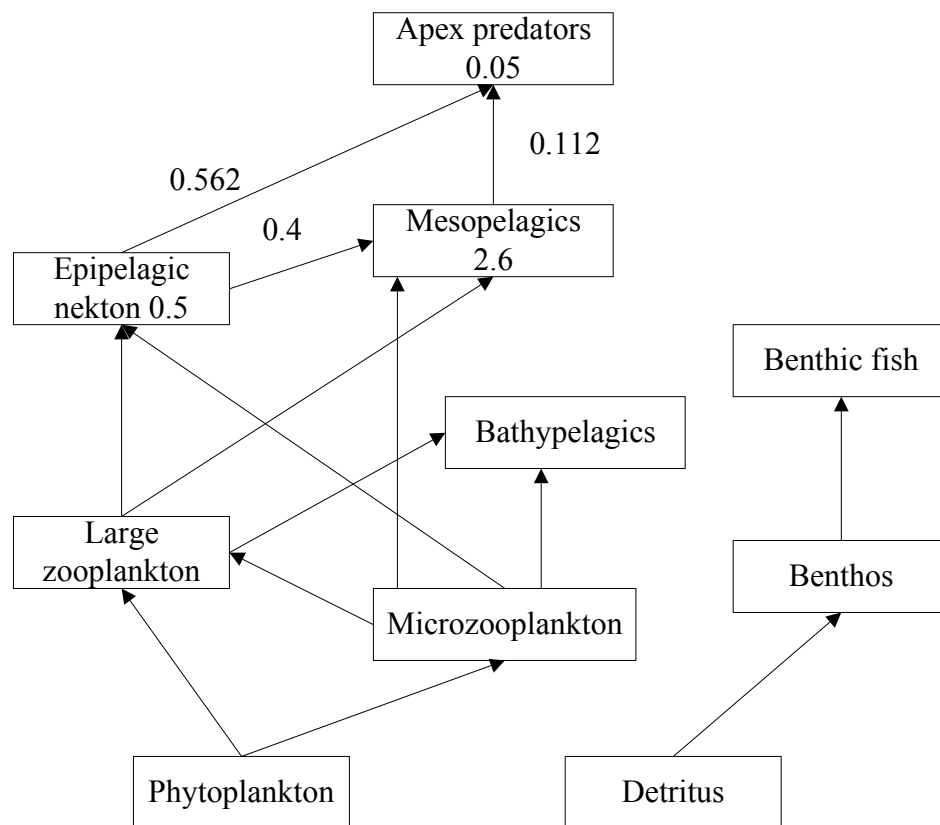 Apex predators
0.05
0.112
0.562
Mesopelagics
2.6
0.4
Epipelagic
nekton 0.5
Benthic fish
Bathypelagics
Large
zooplankton
Benthos
Microzooplankton
Phytoplankton
Detritus